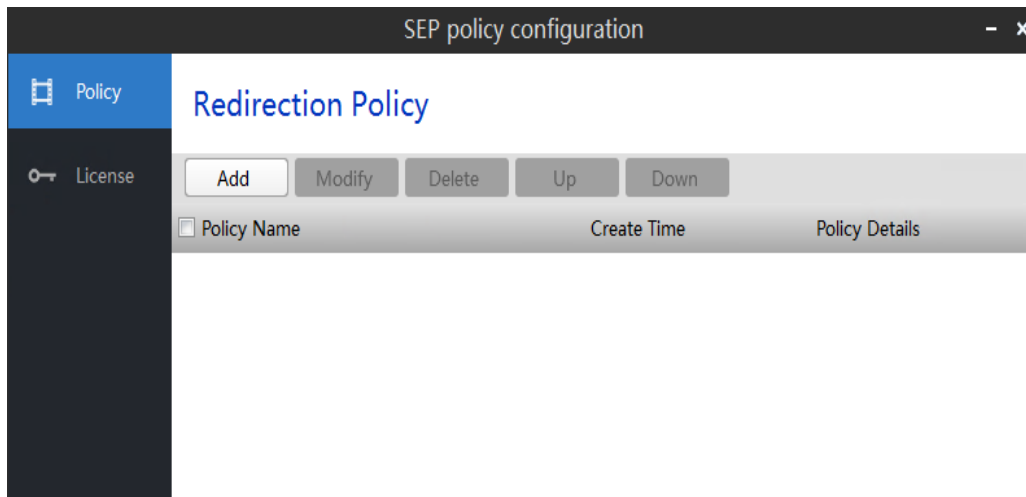 SEP policy configuration
Policy
Redirection Policy
License
Add Modify Delete Up Down
Policy Name Create Time Policy Details